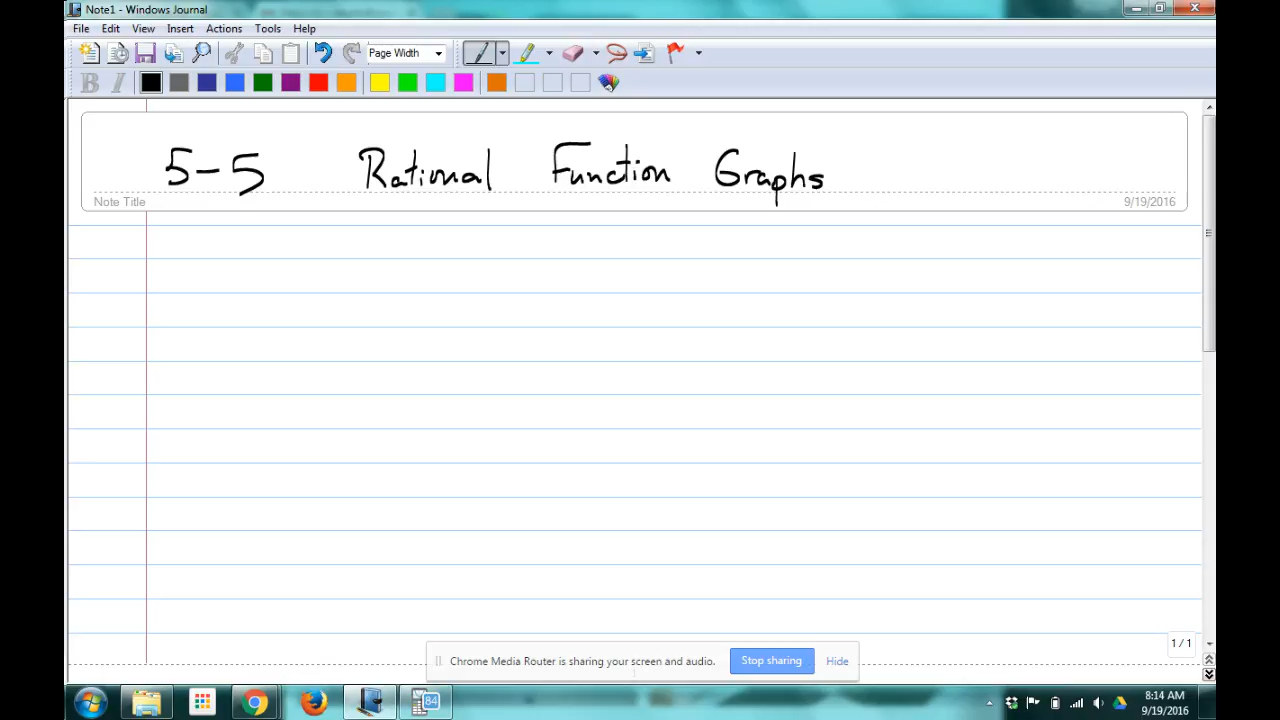 Note1 - Windows Journal
File Edit View Insert Actions Tools Help
Page Width
B I
5-5 Rational Function Graphs
Note Title
9/19/2016
1 / 1
Chrome Media Router is sharing your screen and audio. Stop sharing Hide
84
8:14 AM
9/19/2016